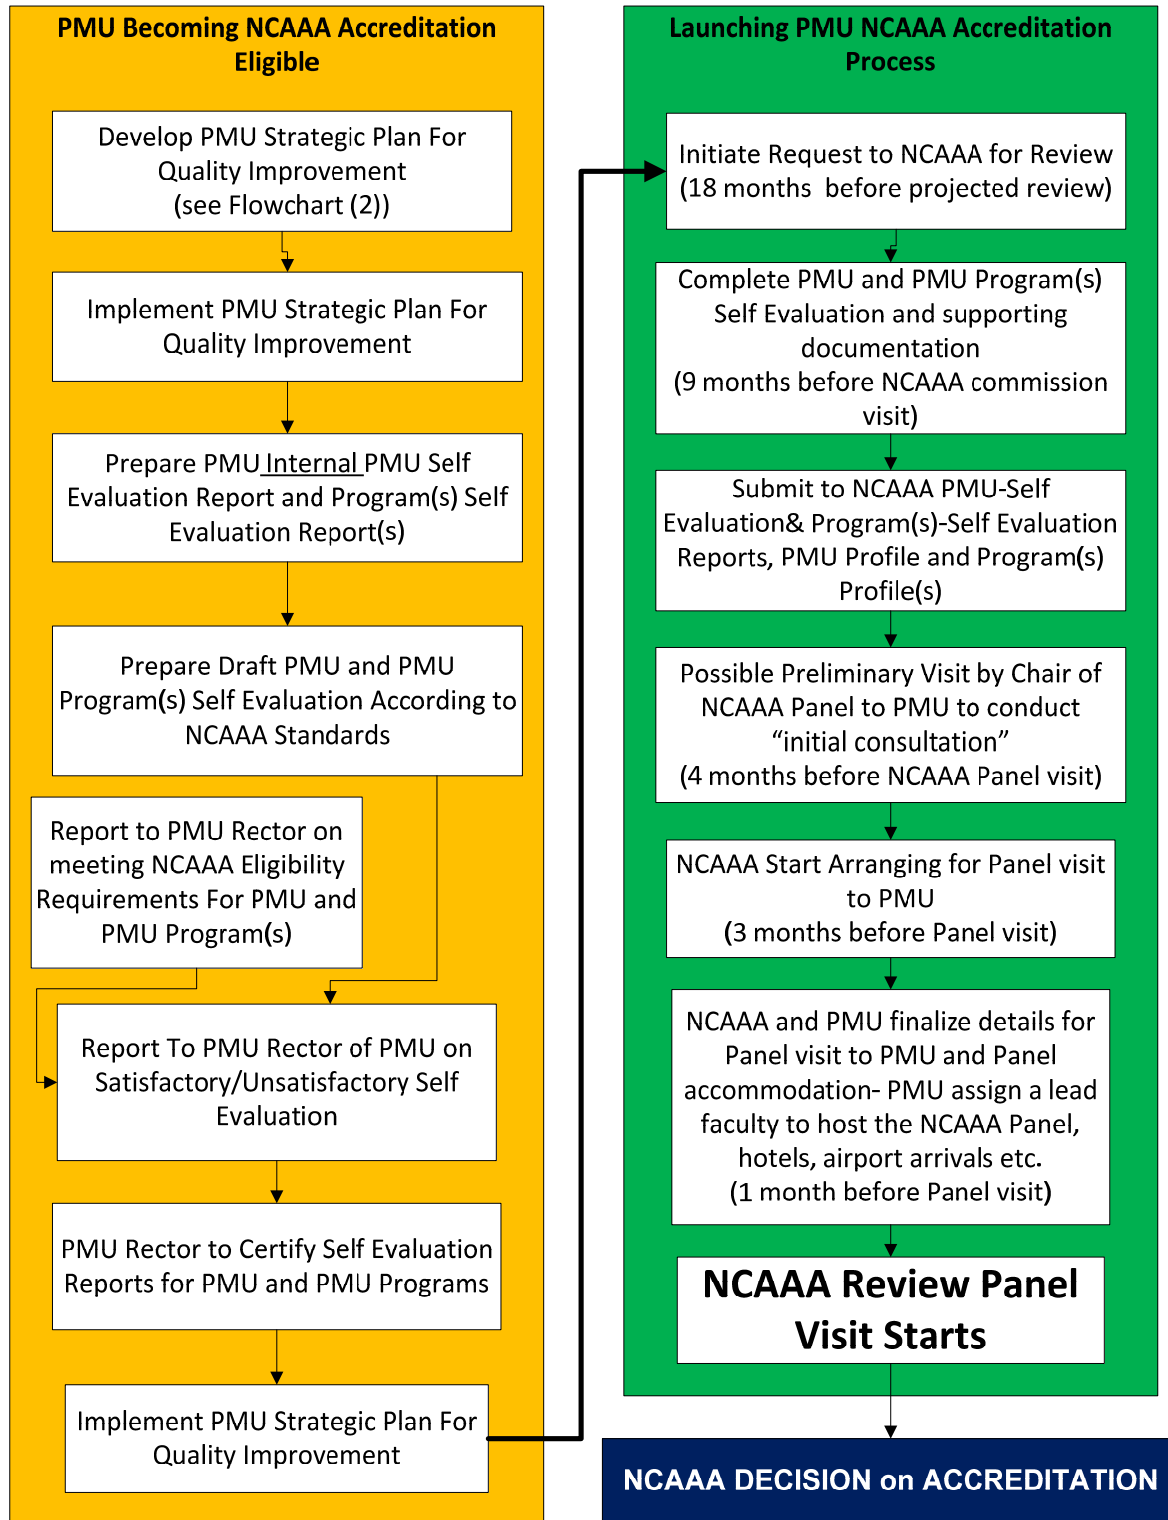 PMU Becoming NCAAA Accreditation
Eligible
Develop PMU Strategic Plan For
Quality Improvement
(see Flowchart (2))
Implement PMU Strategic Plan For
Quality Improvement
Prepare PMU Internal PMU Self
Evaluation Report and Program(s) Self
Evaluation Report(s)
Prepare Draft PMU and PMU
Program(s) Self Evaluation According to
NCAAA Standards
Report to PMU Rector on
meeting NCAAA Eligibility
Requirements For PMU and
PMU Program(s)
Report To PMU Rector of PMU on
Satisfactory/Unsatisfactory Self
Evaluation
PMU Rector to Certify Self Evaluation
Reports for PMU and PMU Programs
Implement PMU Strategic Plan For
Quality Improvement
Launching PMU NCAAA Accreditation
Process
Initiate Request to NCAAA for Review
(18 months  before projected review)
Complete PMU and PMU Program(s)
Self Evaluation and supporting
documentation
(9 months before NCAAA commission
visit)
Submit to NCAAA PMU-Self
Evaluation& Program(s)-Self Evaluation
Reports, PMU Profile and Program(s)
Profile(s)
Possible Preliminary Visit by Chair of
NCAAA Panel to PMU to conduct
“initial consultation”
(4 months before NCAAA Panel visit)
NCAAA Start Arranging for Panel visit
to PMU
(3 months before Panel visit)
NCAAA and PMU finalize details for
Panel visit to PMU and Panel
accommodation- PMU assign a lead
faculty to host the NCAAA Panel,
hotels, airport arrivals etc.
(1 month before Panel visit)
NCAAA Review Panel
Visit Starts
NCAAA DECISION on ACCREDITATION